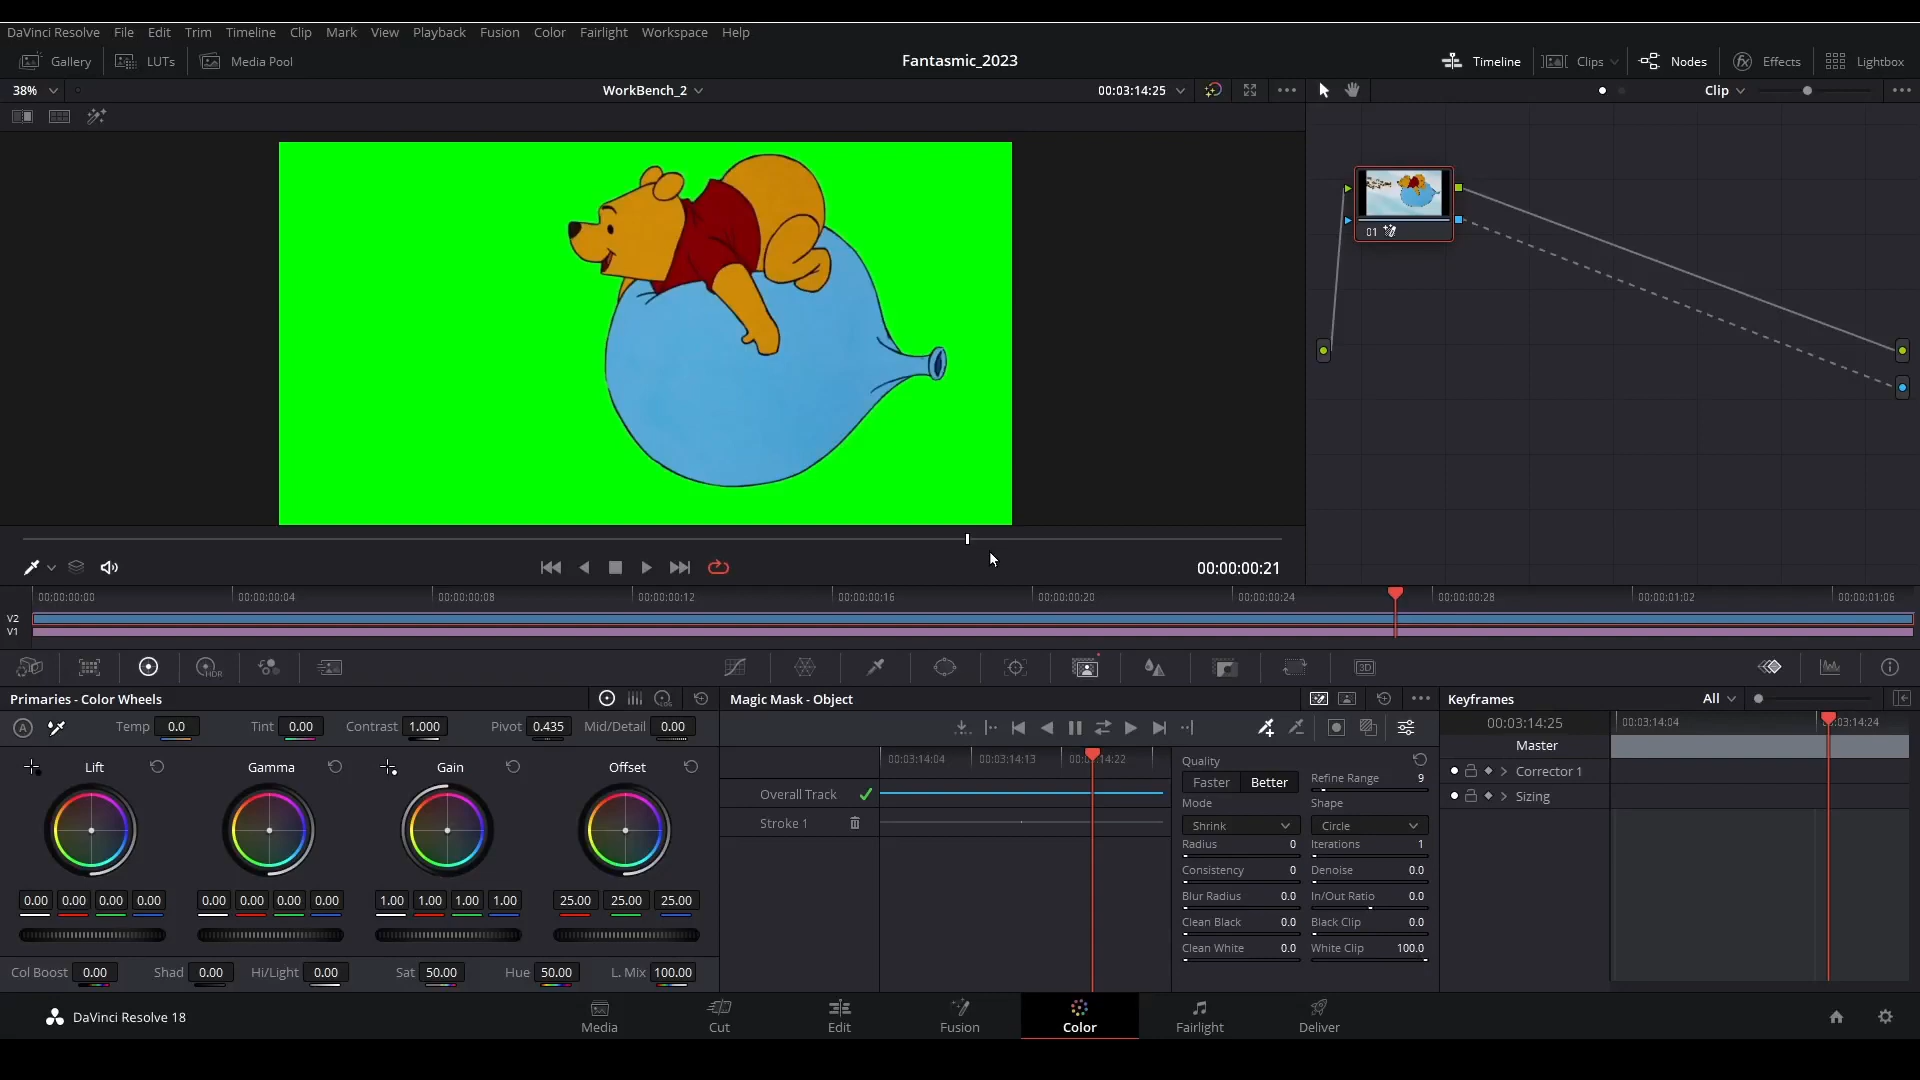 DaVinci Resolve File Edit Trim Timeline Clip Mark View Playback Fusion Color Fairlight Workspace Help
Gallery LUTs Media Pool Fantasmic_2023 Timeline Clips Nodes Effects Lightbox
38% WorkBench_2 00:03:14:25 Clip
01
00:00:00:21
00:00:00:00 00:00:00:04 00:00:00:08 00:00:00:12 00:00:00:16 00:00:00:20 00:00:00:24 00:00:00:28 00:00:01:02 00:00:01:06
V2
V1
HDR 3D
Primaries - Color Wheels LOG Magic Mask - Object Keyframes All
A Temp 0.0 Tint 0.00 Contrast 1.000 Pivot 0.435 Mid/Detail 0.00 00:03:14:25 00:03:14:04 03:14:24
Master
Lift Gamma Gain Offset 00:03:14:04 00:03:14:13 00:03:14:22 Quality
Faster Better Refine Range 9
Corrector 1
Overall Track Mode Shape
Sizing
Stroke 1 Shrink Circle
Radius 0 Iterations 1
Consistency 0 Denoise 0.0
0.00 0.00 0.00 0.00 0.00 0.00 0.00 0.00 1.00 1.00 1.00 1.00 25.00 25.00 25.00 Blur Radius 0.0 In/Out Ratio 0.0
Clean Black 0.0 Black Clip 0.0
Clean White 0.0 White Clip 100.0
Col Boost 0.00 Shad 0.00 Hi/Light 0.00 Sat 50.00 Hue 50.00 L. Mix 100.00
DaVinci Resolve 18 Media Cut Edit Fusion Color Fairlight Deliver